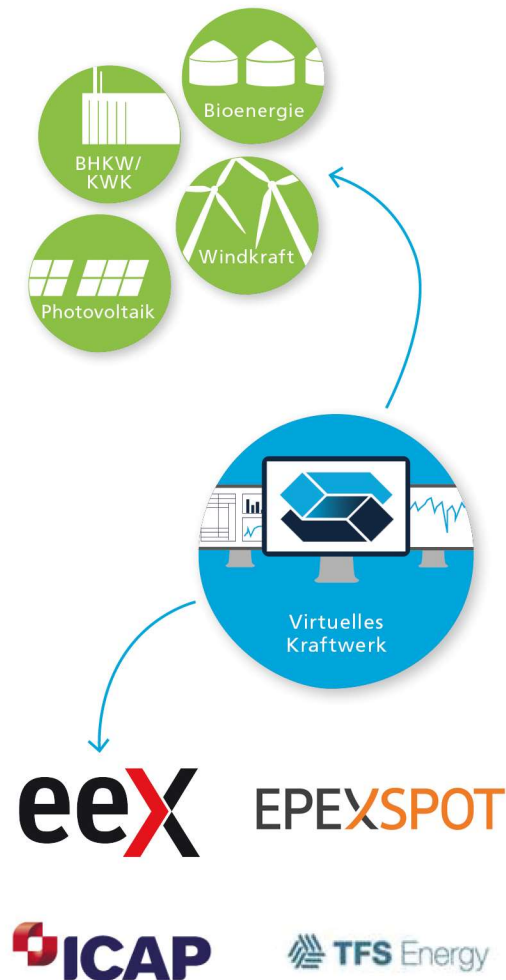 Bioenergie
BHKW/
KWK
Windkraft
Photovoltaik
Virtuelles
Kraftwerk
eex
EPEXSPOT
ICAP
TFS Energy